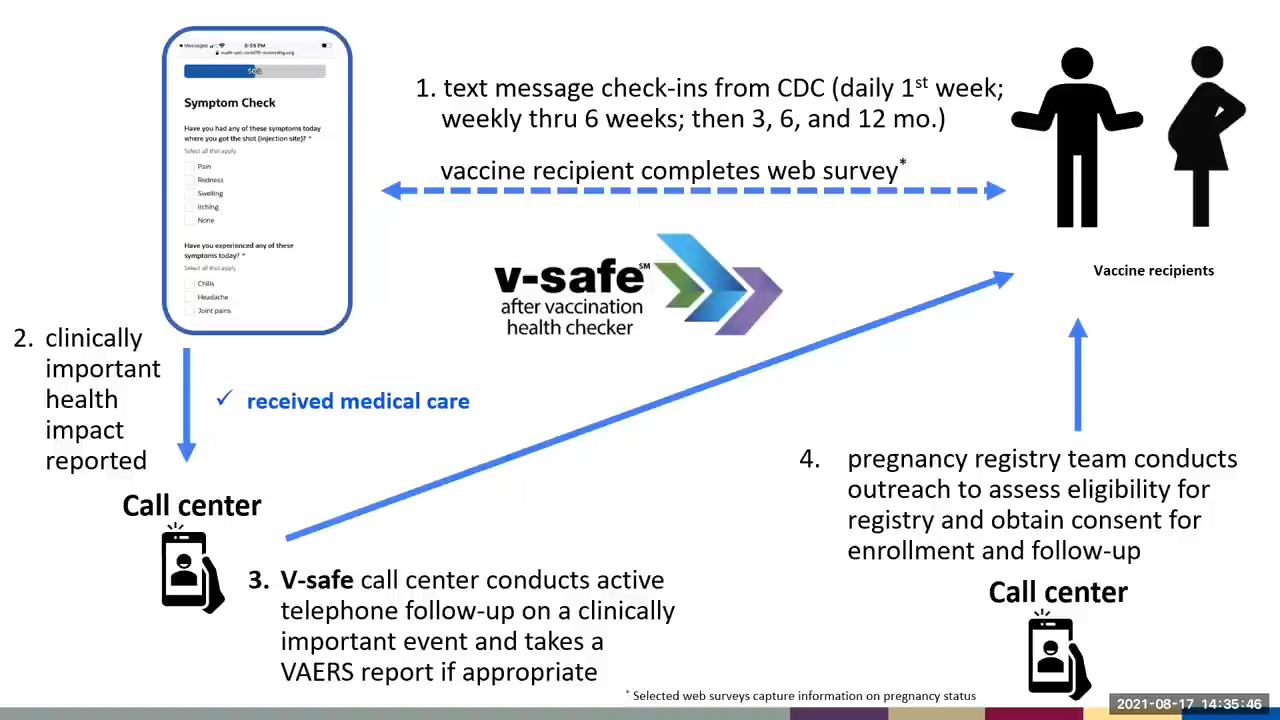 Messages 8:55 PM
50%
Symptom Check
Have you had any of these symptoms today
where you got the shot (injection site)? *
Select all that apply.
Pain
Redness
Swelling
Itching
None
Have you experienced any of these
symptoms today? *
Select all that apply
Chills
Headache
Joint pains
1. text message check-ins from CDC (daily 1st week;
weekly thru 6 weeks; then 3, 6, and 12 mo.)
vaccine recipient completes web survey*
Vaccine recipients
v-safe℠
after vaccination
health checker
2. clinically
important
health
impact
reported
✓ received medical care
Call center
3. V-safe call center conducts active
telephone follow-up on a clinically
important event and takes a
VAERS report if appropriate
4. pregnancy registry team conducts
outreach to assess eligibility for
registry and obtain consent for
enrollment and follow-up
Call center
* Selected web surveys capture information on pregnancy status
2021-08-17 14:35:46